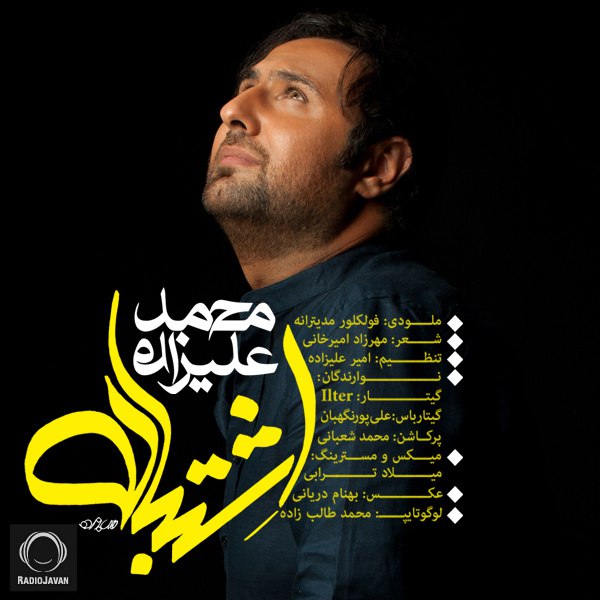 محمد
علیزاده
اشتباه
ملودی: فولکلور مدیترانه
شعر: مهرزاد امیرخانی
تنظیم: امیر علیزاده
نوارندگان:
گیتار: Ilter
گیتارباس: علی‌پورنگهبان
پرکاشن: محمد شعبانی
میکس و مسترینگ:
میلاد ترابی
عکس: بهنام دریانی
لوگوتایپ: محمد طالب زاده
RADIOJAVAN